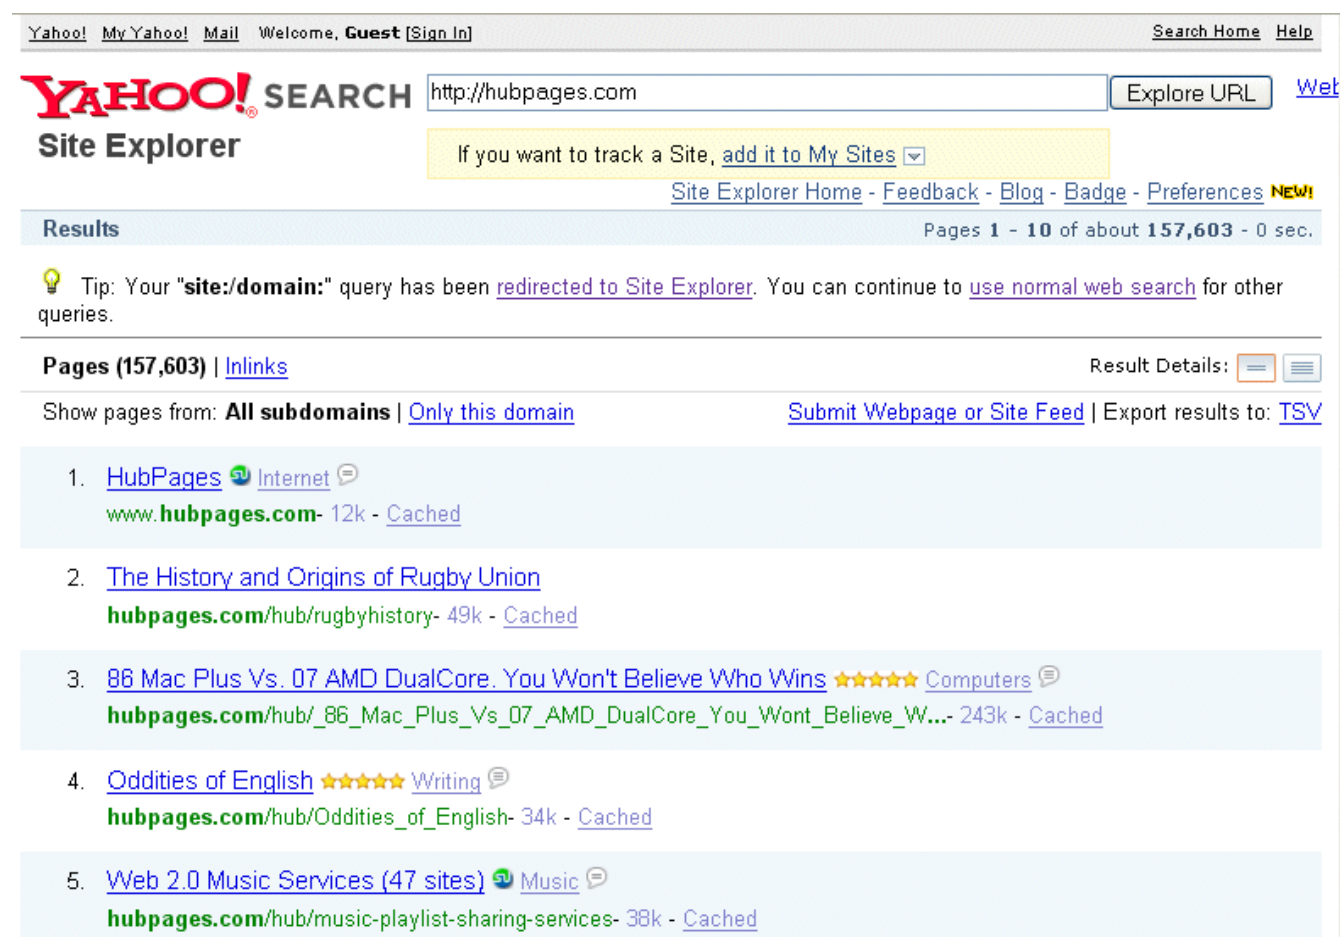 Yahoo! My Yahoo! Mail Welcome, Guest [Sign In] Search Home Help
YAHOO!® SEARCH http://hubpages.com Explore URL Web
Site Explorer If you want to track a Site, add it to My Sites
Site Explorer Home - Feedback - Blog - Badge - Preferences NEW!
Results Pages 1 - 10 of about 157,603 - 0 sec.
Tip: Your "site:/domain:" query has been redirected to Site Explorer. You can continue to use normal web search for other
queries.
Pages (157,603) | Inlinks Result Details:
Show pages from: All subdomains | Only this domain Submit Webpage or Site Feed | Export results to: TSV
1. HubPages Internet
www.hubpages.com- 12k - Cached
2. The History and Origins of Rugby Union
hubpages.com/hub/rugbyhistory- 49k - Cached
3. 86 Mac Plus Vs. 07 AMD DualCore. You Won't Believe Who Wins Computers
hubpages.com/hub/_86_Mac_Plus_Vs_07_AMD_DualCore_You_Wont_Believe_W...- 243k - Cached
4. Oddities of English Writing
hubpages.com/hub/Oddities_of_English- 34k - Cached
5. Web 2.0 Music Services (47 sites) Music
hubpages.com/hub/music-playlist-sharing-services- 38k - Cached